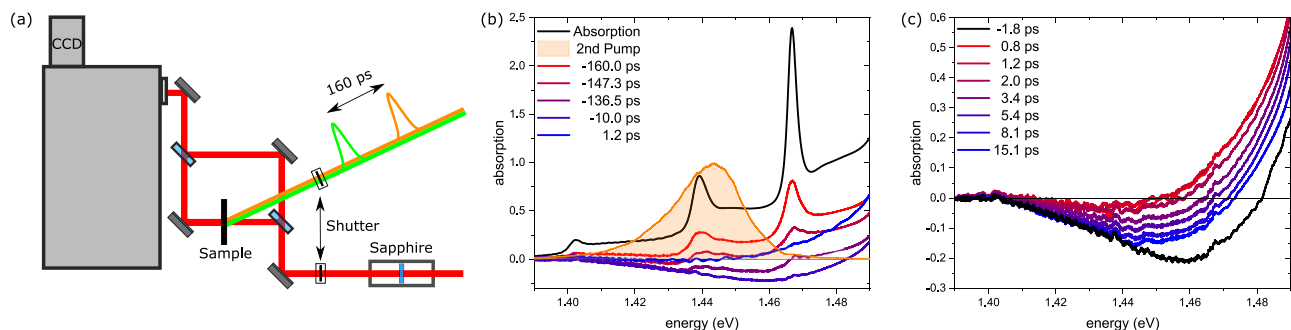 (a)
CCD
160 ps
Shutter
Sample
Sapphire
(b)
2.5
2.0
1.5
1.0
0.5
0.0
absorption
Absorption
2nd Pump
-160.0 ps
-147.3 ps
-136.5 ps
-10.0 ps
1.2 ps
1.40
1.42
1.44
1.46
1.48
energy (eV)
(c)
0.6
0.5
0.4
0.3
0.2
0.1
0.0
-0.1
-0.2
-0.3
absorption
-1.8 ps
0.8 ps
1.2 ps
2.0 ps
3.4 ps
5.4 ps
8.1 ps
15.1 ps
1.40
1.42
1.44
1.46
1.48
energy (eV)